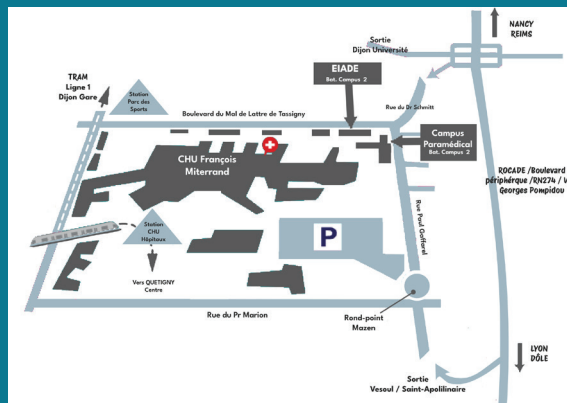 NANCY
REIMS
Sortie
Dijon Université
TRAM
Ligne 1
Dijon Gare
Station
Parc des
Sports
EIADE
Bat. Campus 2
Boulevard du Mal de Lattre de Tassigny
Rue du Dr Schmitt
Campus
Paramédical
Bat. Campus 2
CHU François
Miterrand
ROCADE /Boulevard
périphérique /RN274 /
Georges Pompidou
Station
CHU
Hôpitaux
P
Rue Paul Gaffarel
Vers QUETIGNY
Centre
Rue du Pr Marion
Rond-point
Mazen
LYON
DÔLE
Sortie
Vesoul / Saint-Apolilinaire